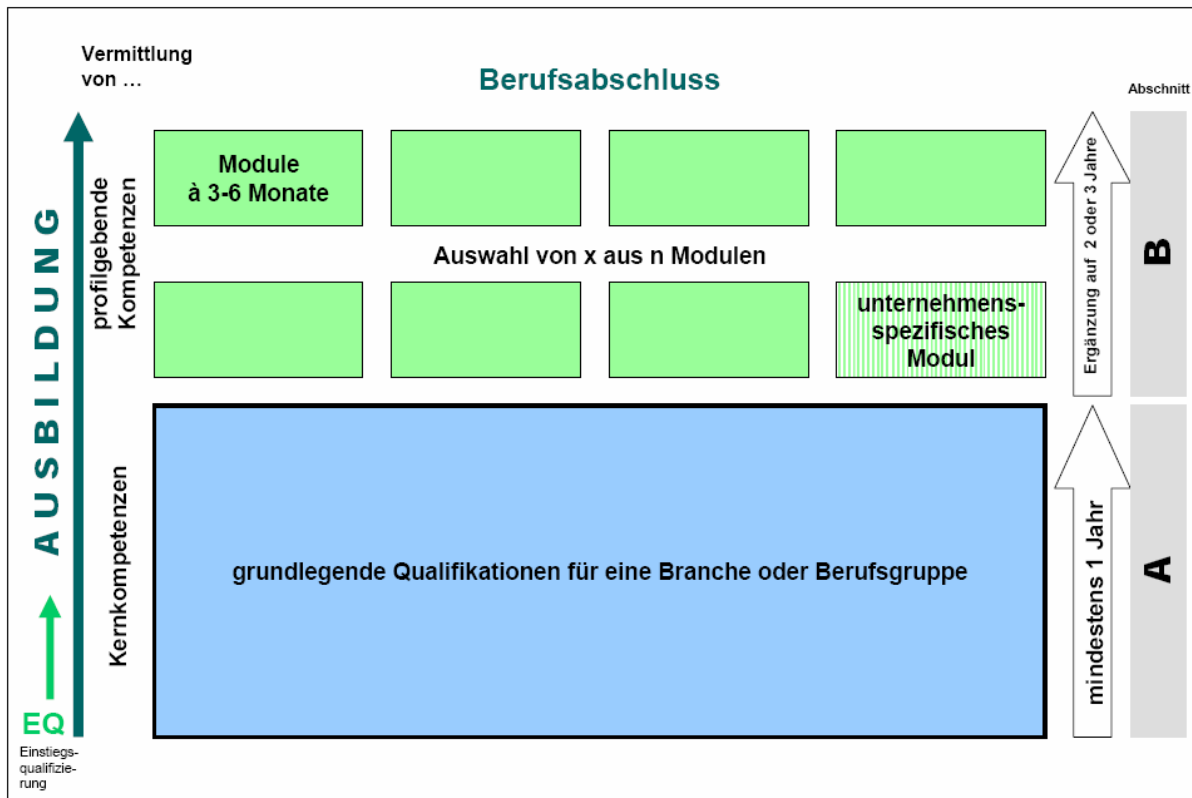 Vermittlung
von ...
Berufsabschluss
Abschnitt
AUSBILDUNG
profilgebende
Kompetenzen
Module
à 3-6 Monate
Auswahl von x aus n Modulen
unternehmens-
spezifisches
Modul
Ergänzung auf 2 oder 3 Jahre
B
Kernkompetenzen
grundlegende Qualifikationen für eine Branche oder Berufsgruppe
mindestens 1 Jahr
A
EQ
Einstiegs-
qualifizie-
rung